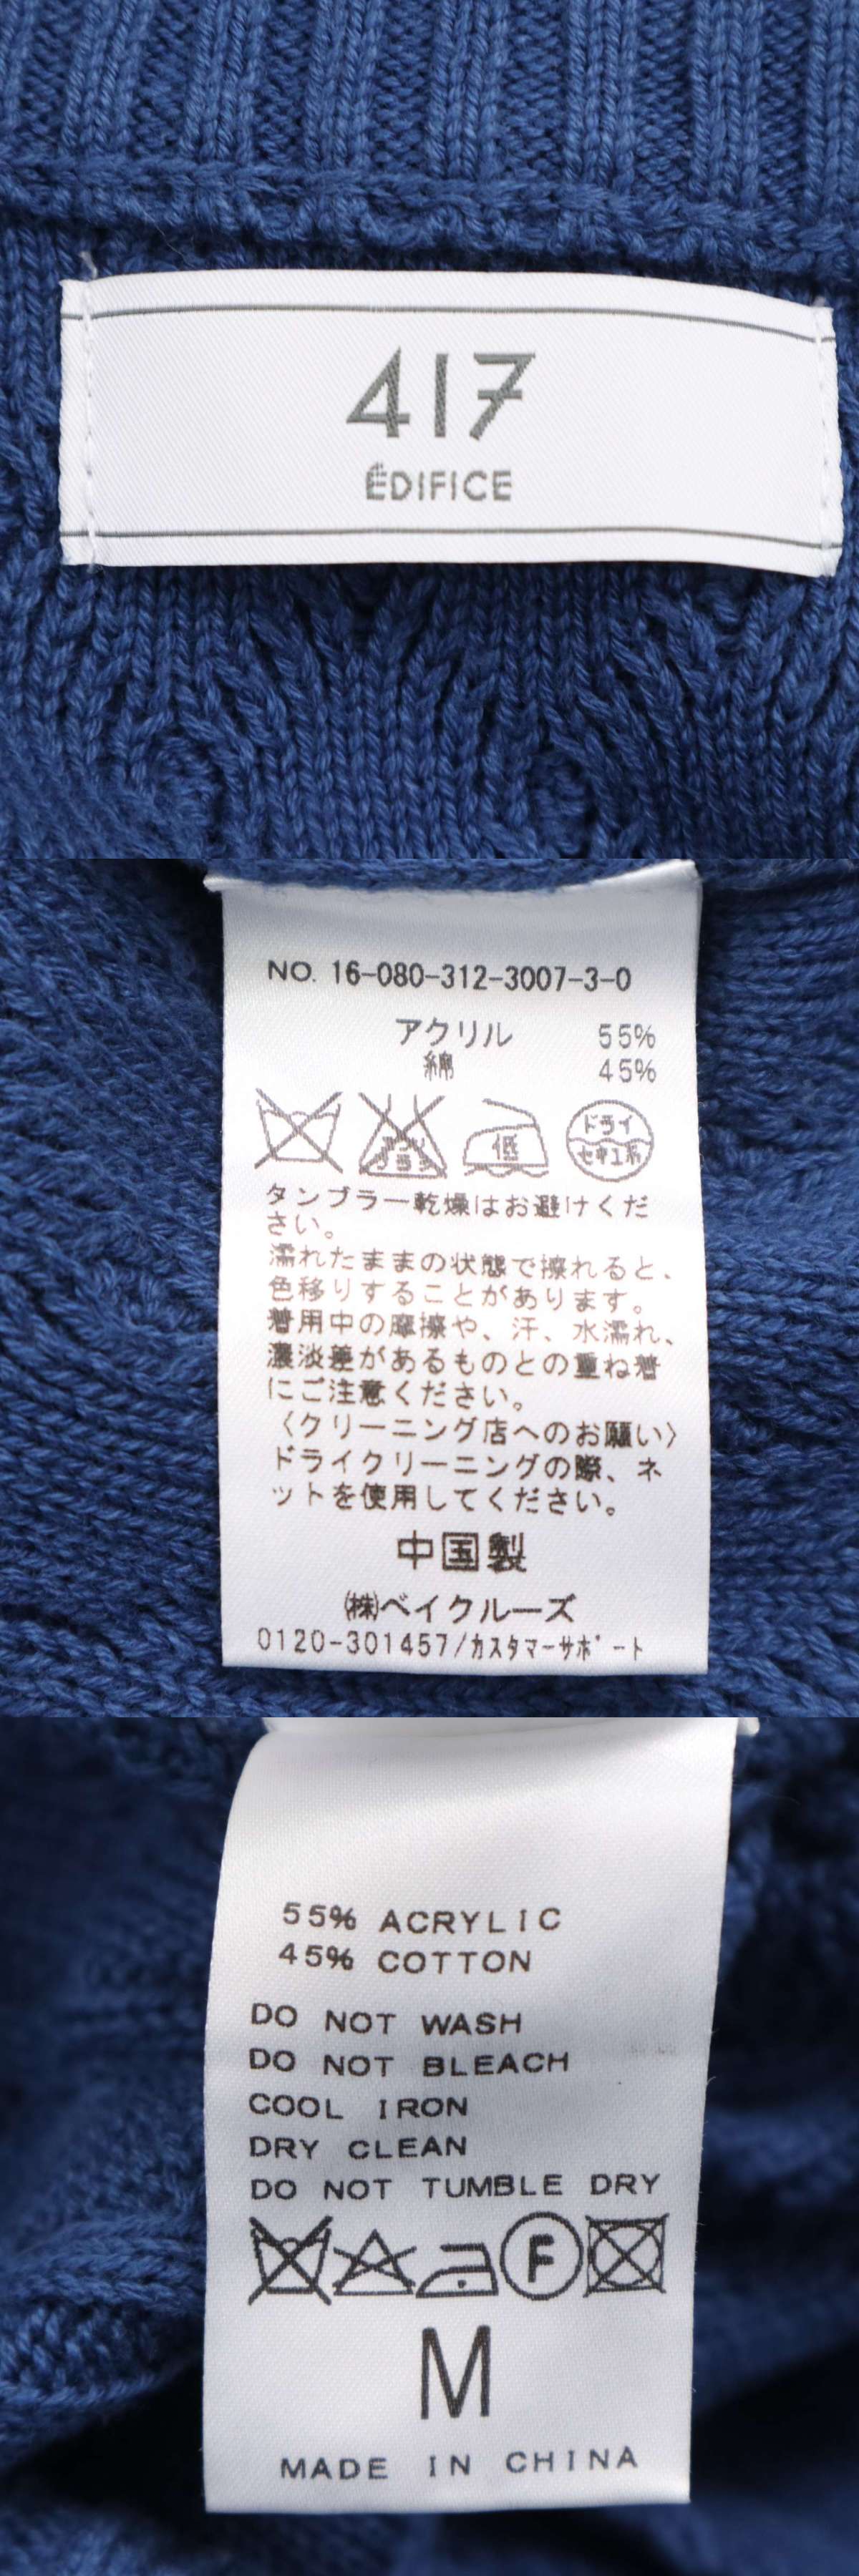 417
ÉDIFICE
NO. 16-080-312-3007-3-0
アクリル 55%
綿 45%
低
ドライ
セキユ系
タンブラー乾燥はお避けくだ
さい。
濡れたままの状態で擦れると、
色移りすることがあります。
着用中の摩擦や、汗、水濡れ、
濃淡差があるものとの重ね着
にご注意ください。
〈クリーニング店へのお願い〉
ドライクリーニングの際、ネ
ットを使用してください。
中国製
㈱ベイクルーズ
0120-301457/カスタマーサポート
55% ACRYLIC
45% COTTON
DO NOT WASH
DO NOT BLEACH
COOL IRON
DRY CLEAN
DO NOT TUMBLE DRY
F
M
MADE IN CHINA